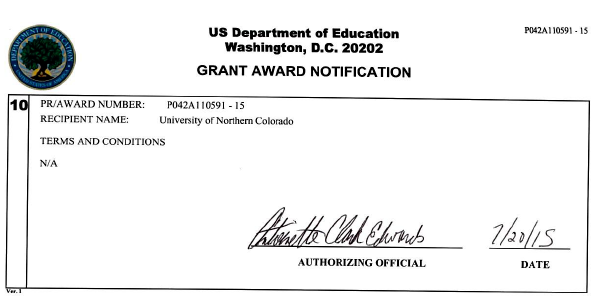 US Department of Education
Washington, D.C. 20202
P042A110591 - 15
GRANT AWARD NOTIFICATION
10
PR/AWARD NUMBER: P042A110591 - 15
RECIPIENT NAME: University of Northern Colorado
TERMS AND CONDITIONS
N/A
Antoinette Clark Edwards 7/20/15
AUTHORIZING OFFICIAL DATE
Ver. 1